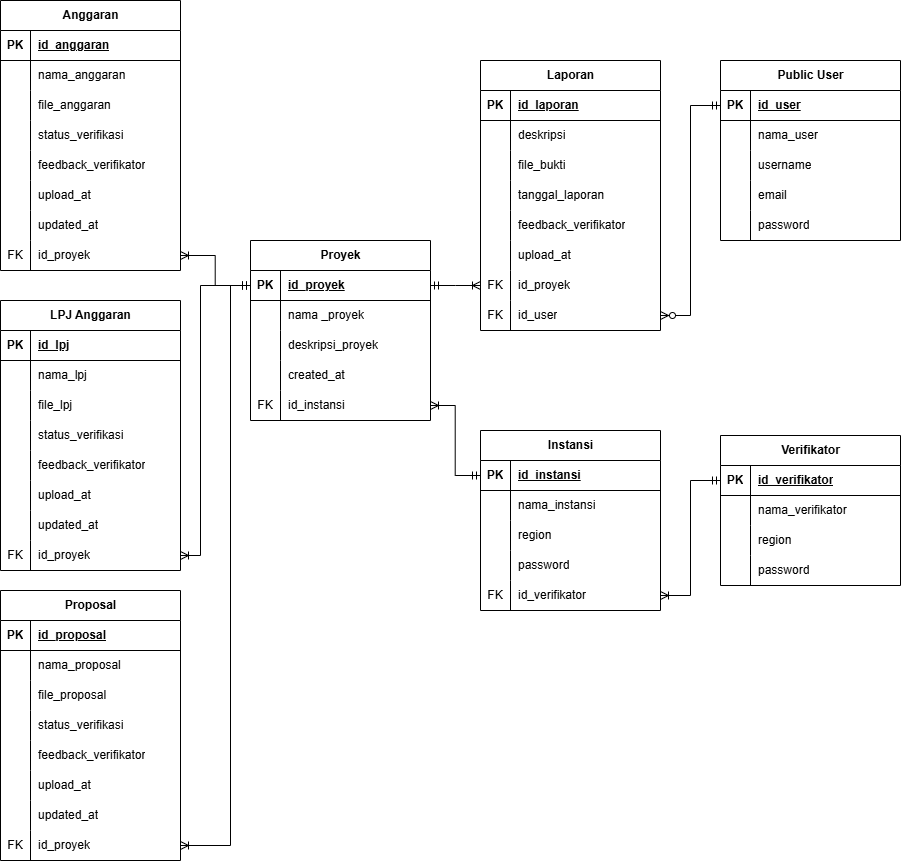 Anggaran
PK id_anggaran
nama_anggaran
file_anggaran
status_verifikasi
feedback_verifikator
upload_at
updated_at
FK id_proyek
LPJ Anggaran
PK id_lpj
nama_lpj
file_lpj
status_verifikasi
feedback_verifikator
upload_at
updated_at
FK id_proyek
Proposal
PK id_proposal
nama_proposal
file_proposal
status_verifikasi
feedback_verifikator
upload_at
updated_at
FK id_proyek
Proyek
PK id_proyek
nama _proyek
deskripsi_proyek
created_at
FK id_instansi
Laporan
PK id_laporan
deskripsi
file_bukti
tanggal_laporan
feedback_verifikator
upload_at
FK id_proyek
FK id_user
Public User
PK id_user
nama_user
username
email
password
Instansi
PK id_instansi
nama_instansi
region
password
FK id_verifikator
Verifikator
PK id_verifikator
nama_verifikator
region
password